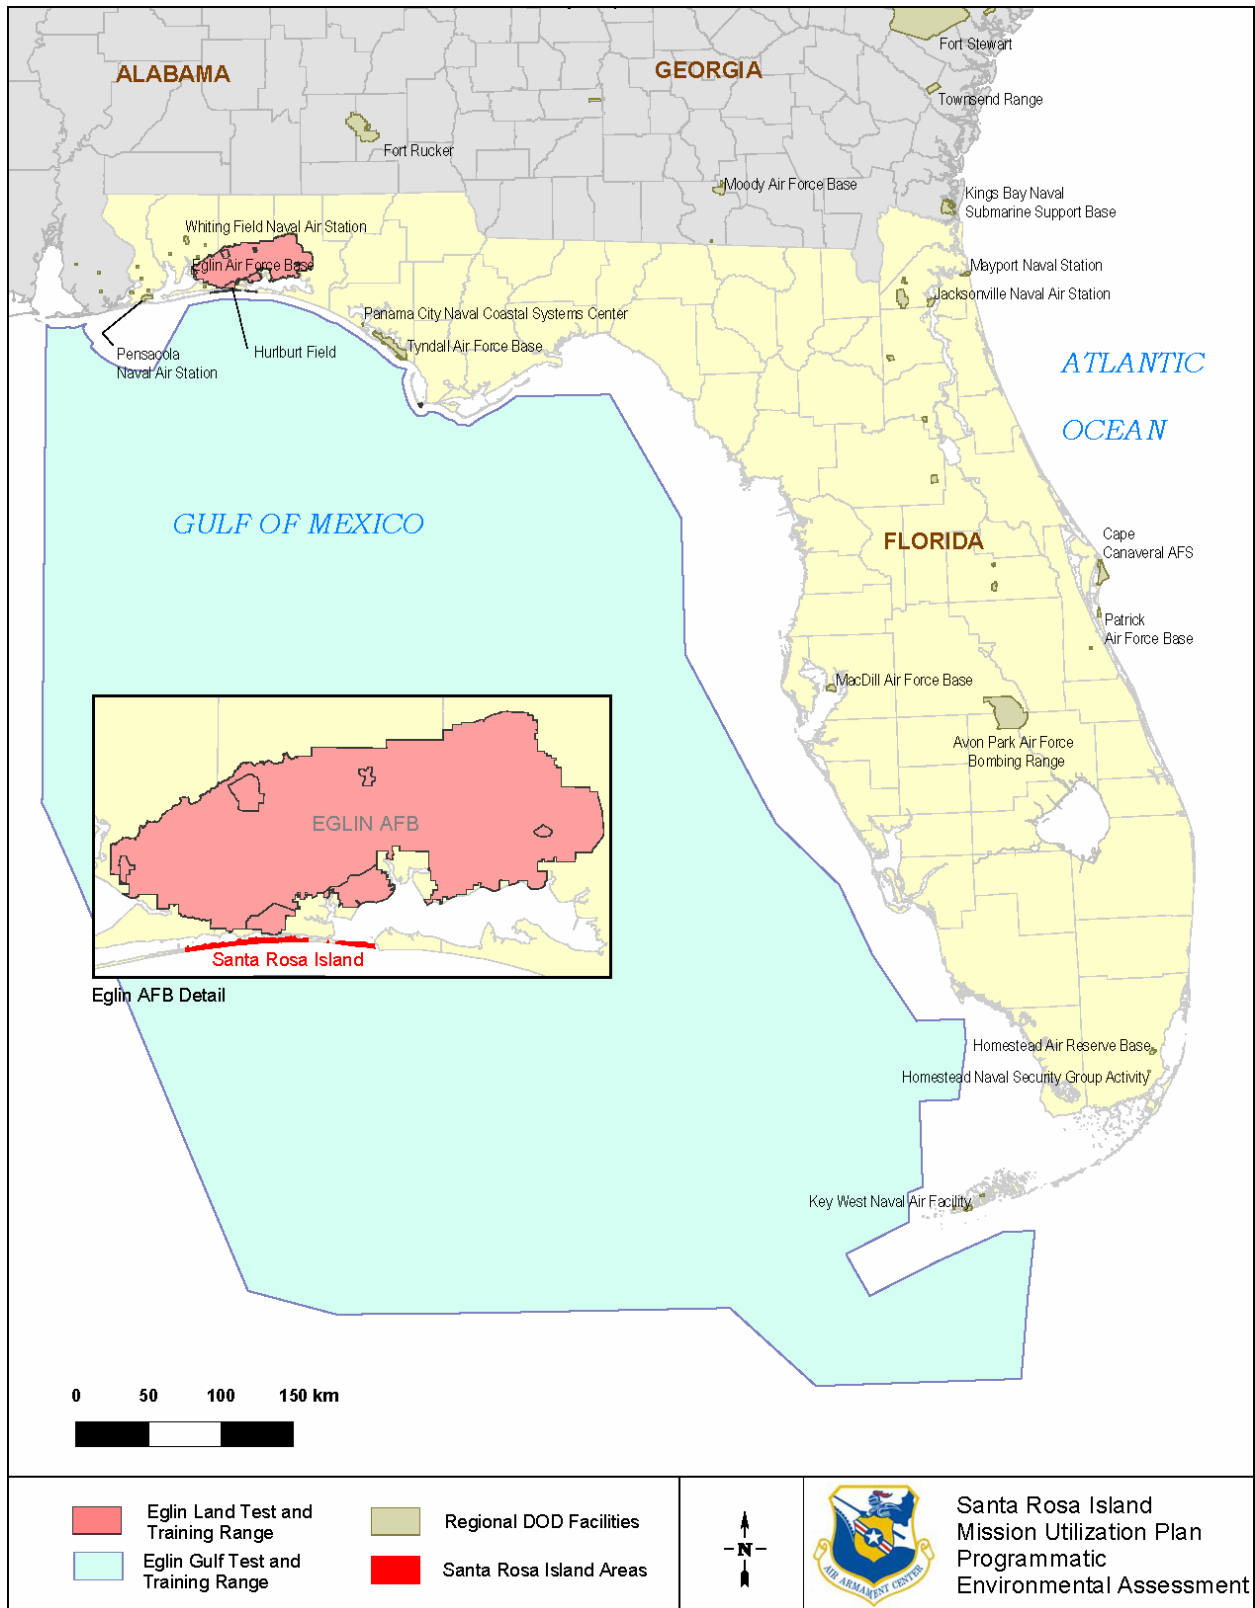 ALABAMA
GEORGIA
Fort Stewart
Townsend Range
Fort Rucker
Moody Air Force Base
Kings Bay Naval
Submarine Support Base
Whiting Field Naval Air Station
Eglin Air Force Base
Mayport Naval Station
Jacksonville Naval Air Station
Panama City Naval Coastal Systems Center
Tyndall Air Force Base
Pensacola
Naval Air Station
Hurlburt Field
ATLANTIC
OCEAN
GULF OF MEXICO
FLORIDA
Cape
Canaveral AFS
Patrick
Air Force Base
MacDill Air Force Base
Avon Park Air Force
Bombing Range
EGLIN AFB
Santa Rosa Island
Eglin AFB Detail
Homestead Air Reserve Base
Homestead Naval Security Group Activity
Key West Naval Air Facility
0 50 100 150 km
Eglin Land Test and
Training Range
Eglin Gulf Test and
Training Range
Regional DOD Facilities
Santa Rosa Island Areas
N
AIR ARMAMENT CENTER
Santa Rosa Island
Mission Utilization Plan
Programmatic
Environmental Assessment